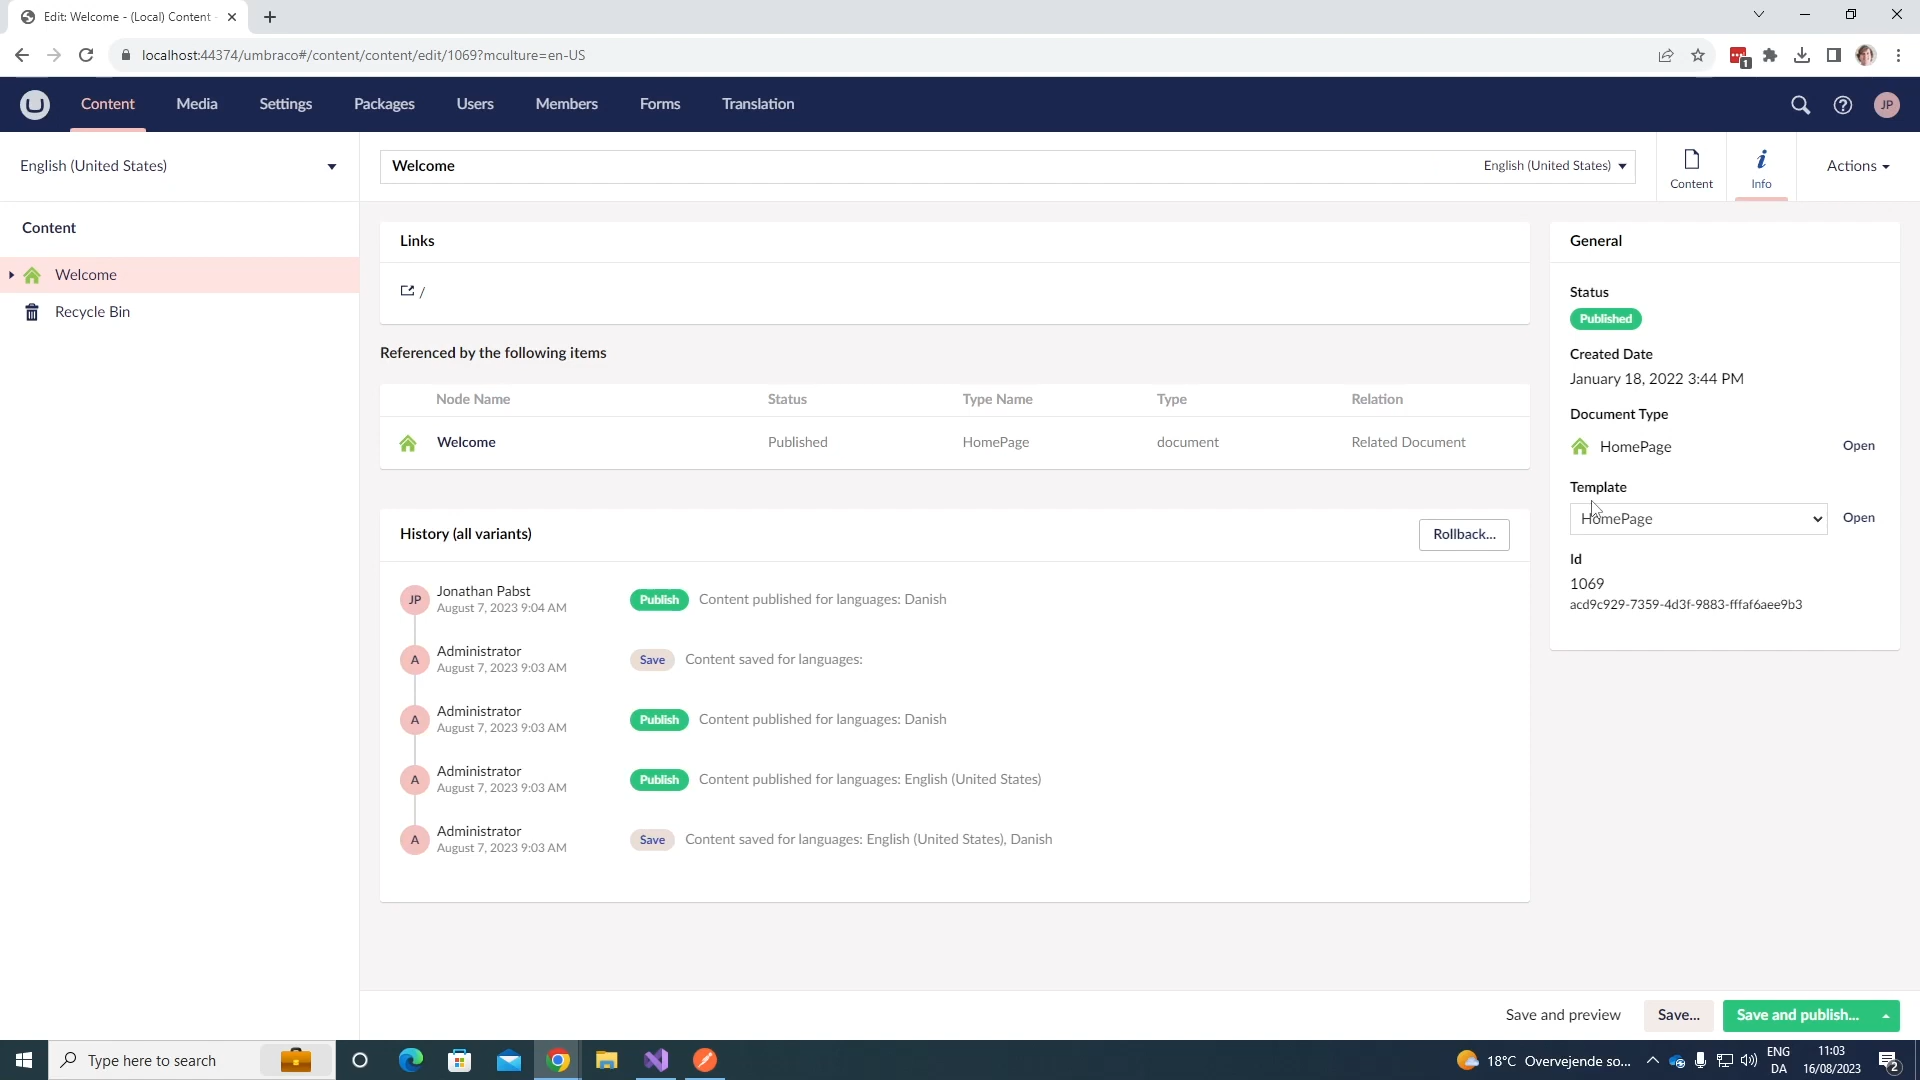 Edit: Welcome - (Local) Content -
localhost:44374/umbraco#/content/content/edit/1069?mculture=en-US
1
Content Media Settings Packages Users Members Forms Translation
JP
English (United States)
Welcome
English (United States)
Content
Info
Actions
Content
Welcome
Recycle Bin
Links
/
Referenced by the following items
Node Name Status Type Name Type Relation
Welcome Published HomePage document Related Document
History (all variants)
Rollback...
JP Jonathan Pabst
August 7, 2023 9:04 AM
Publish Content published for languages: Danish
A Administrator
August 7, 2023 9:03 AM
Save Content saved for languages:
A Administrator
August 7, 2023 9:03 AM
Publish Content published for languages: Danish
A Administrator
August 7, 2023 9:03 AM
Publish Content published for languages: English (United States)
A Administrator
August 7, 2023 9:03 AM
Save Content saved for languages: English (United States), Danish
General
Status
Published
Created Date
January 18, 2022 3:44 PM
Document Type
HomePage Open
Template
HomePage Open
Id
1069
acd9c929-7359-4d3f-9883-fffaf6aee9b3
Save and preview Save... Save and publish...
Type here to search
18°C Overvejende so...
ENG
DA
11:03
16/08/2023
2